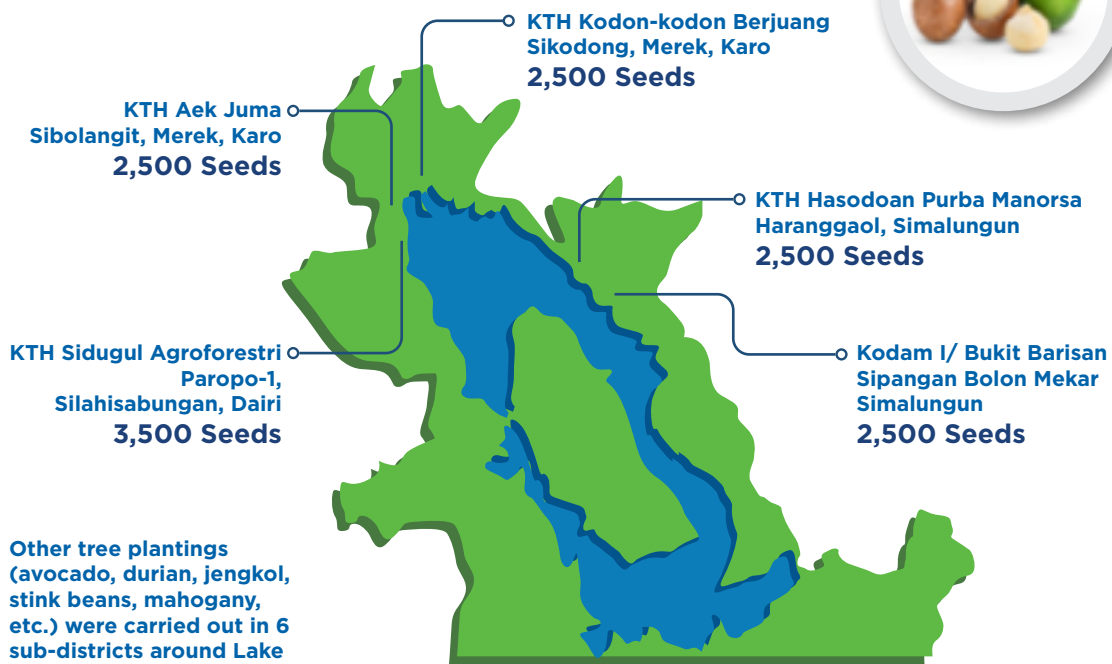 KTH Kodon-kodon Berjuang
Sikodong, Merek, Karo
2,500 Seeds
KTH Aek Juma
Sibolangit, Merek, Karo
2,500 Seeds
KTH Hasodoan Purba Manorsa
Haranggaol, Simalungun
2,500 Seeds
KTH Sidugul Agroforestri
Paropo-1,
Silahisabungan, Dairi
3,500 Seeds
Kodam I/ Bukit Barisan
Sipangan Bolon Mekar
Simalungun
2,500 Seeds
Other tree plantings
(avocado, durian, jengkol,
stink beans, mahogany,
etc.) were carried out in 6
sub-districts around Lake